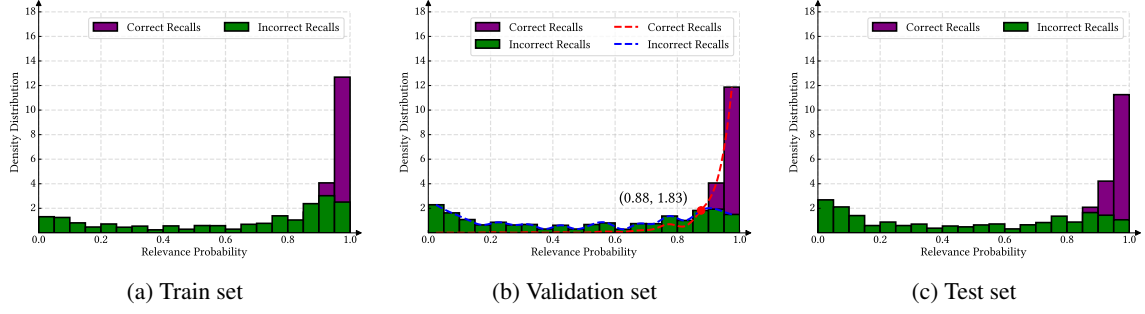 Density Distribution
18
16
14
12
10
8
6
4
2
0.0 0.2 0.4 0.6 0.8 1.0
Relevance Probability
Correct Recalls Incorrect Recalls
(a) Train set
Density Distribution
18
16
14
12
10
8
6
4
2
0.0 0.2 0.4 0.6 0.8 1.0
Relevance Probability
Correct Recalls Correct Recalls
Incorrect Recalls Incorrect Recalls
(0.88, 1.83)
(b) Validation set
Density Distribution
18
16
14
12
10
8
6
4
2
0.0 0.2 0.4 0.6 0.8 1.0
Relevance Probability
Correct Recalls Incorrect Recalls
(c) Test set